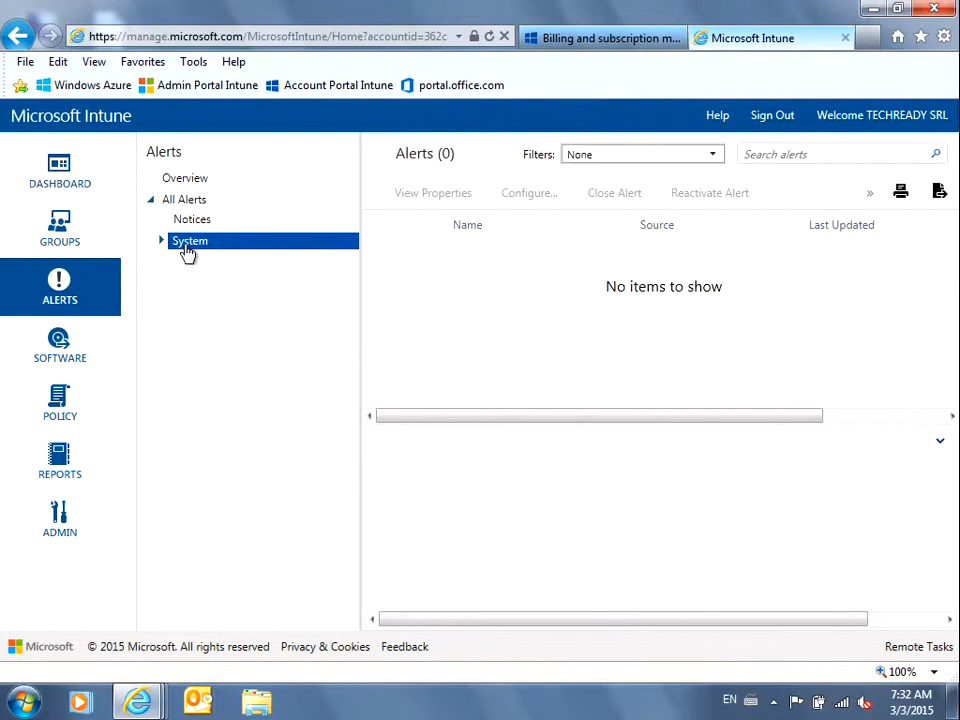 https://manage.microsoft.com/MicrosoftIntune/Home?accountid=362c
Billing and subscription m...
Microsoft Intune
File Edit View Favorites Tools Help
Windows Azure Admin Portal Intune Account Portal Intune portal.office.com
Microsoft Intune
Help Sign Out Welcome TECHREADY SRL
DASHBOARD
GROUPS
ALERTS
SOFTWARE
POLICY
REPORTS
ADMIN
Alerts
Overview
All Alerts
Notices
System
Alerts (0) Filters: None Search alerts
View Properties Configure... Close Alert Reactivate Alert »
Name Source Last Updated
No items to show
Microsoft © 2015 Microsoft. All rights reserved Privacy & Cookies Feedback Remote Tasks
100%
EN 7:32 AM
3/3/2015